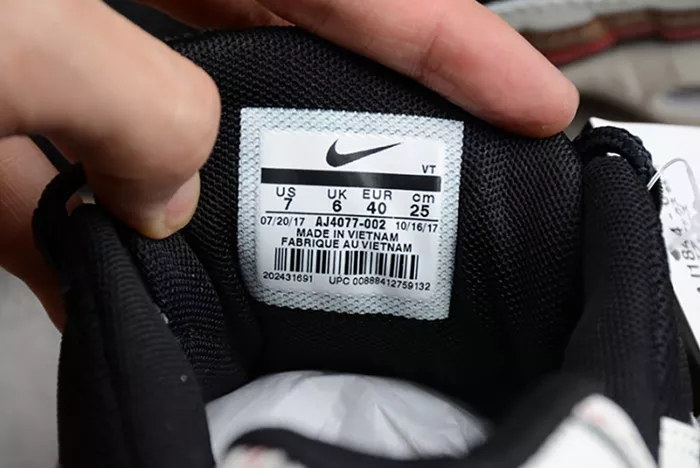 VT
US UK EUR cm
7 6 40 25
07/20/17 AJ4077-002 10/16/17
MADE IN VIETNAM
FABRIQUE AU VIETNAM
202431691 UPC 00888412759132